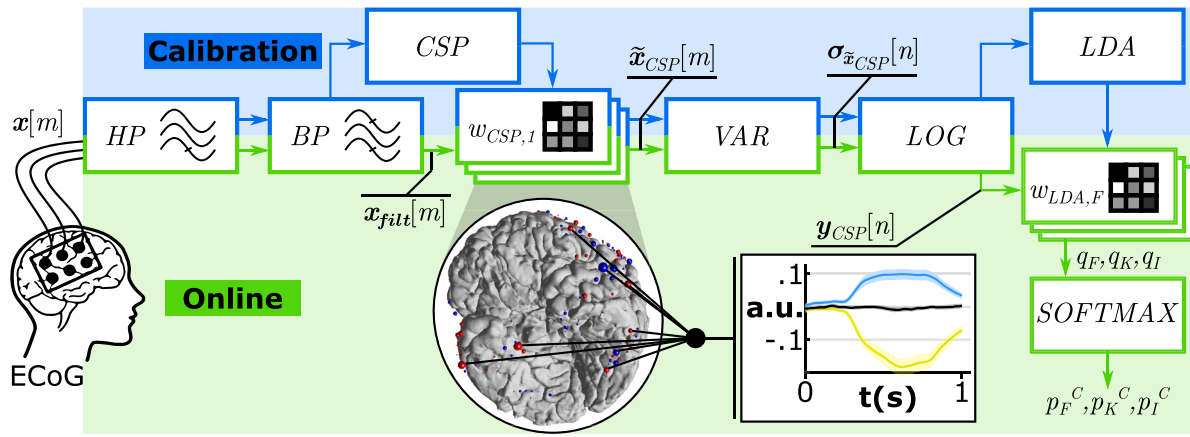 Calibration
CSP
x̃_CSP[m]
σ_x̃_CSP[n]
LDA
x[m]
HP
BP
w_CSP,1
VAR
LOG
x_filt[m]
w_LDA,F
y_CSP[n]
q_F, q_K, q_I
Online
.1
a.u.
-.1
0
1
t(s)
SOFTMAX
ECoG
p_F^C, p_K^C, p_I^C